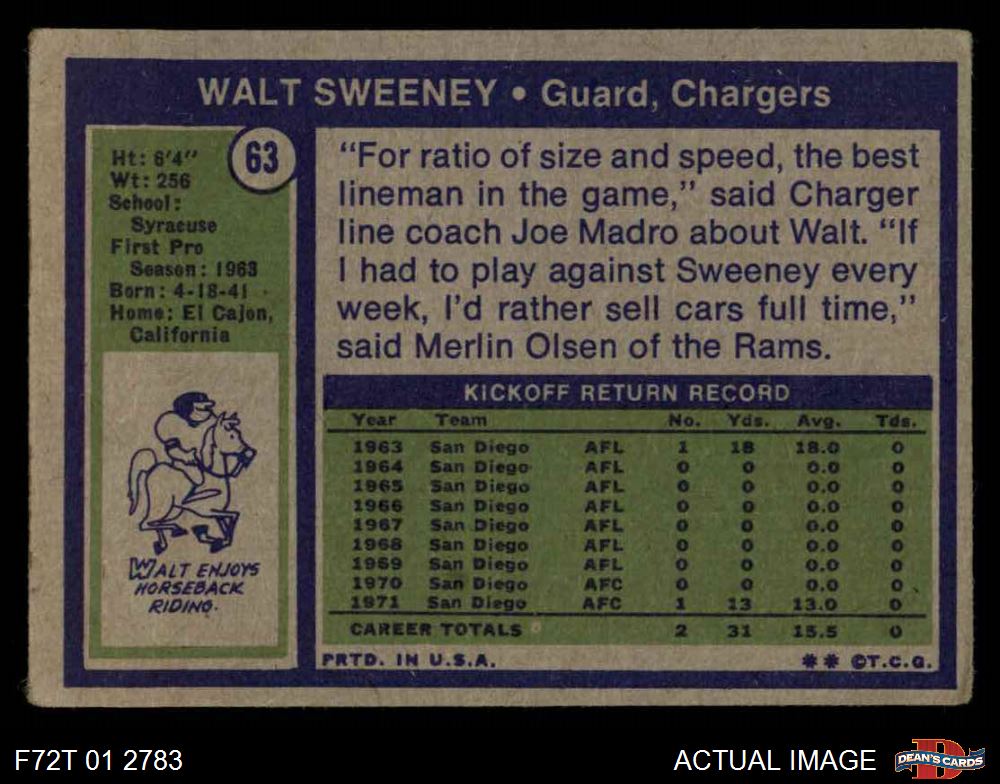 WALT SWEENEY • Guard, Chargers
63
Ht: 6'4"
Wt: 256
School:
Syracuse
First Pro
Season: 1963
Born: 4-18-41
Home: El Cajon,
California
WALT ENJOYS
HORSEBACK
RIDING.
“For ratio of size and speed, the best
lineman in the game,” said Charger
line coach Joe Madro about Walt. “If
I had to play against Sweeney every
week, I’d rather sell cars full time,”
said Merlin Olsen of the Rams.
KICKOFF RETURN RECORD
Year Team No. Yds. Avg. Tds.
1963 San Diego AFL 1 18 18.0 0
1964 San Diego AFL 0 0 0.0 0
1965 San Diego AFL 0 0 0.0 0
1966 San Diego AFL 0 0 0.0 0
1967 San Diego AFL 0 0 0.0 0
1968 San Diego AFL 0 0 0.0 0
1969 San Diego AFL 0 0 0.0 0
1970 San Diego AFC 0 0 0.0 0
1971 San Diego AFC 1 13 13.0 0
CAREER TOTALS 2 31 15.5 0
PRTD. IN U.S.A. ** ©T.C.G.
F72T 01 2783
ACTUAL IMAGE
D
DEAN'S CARDS